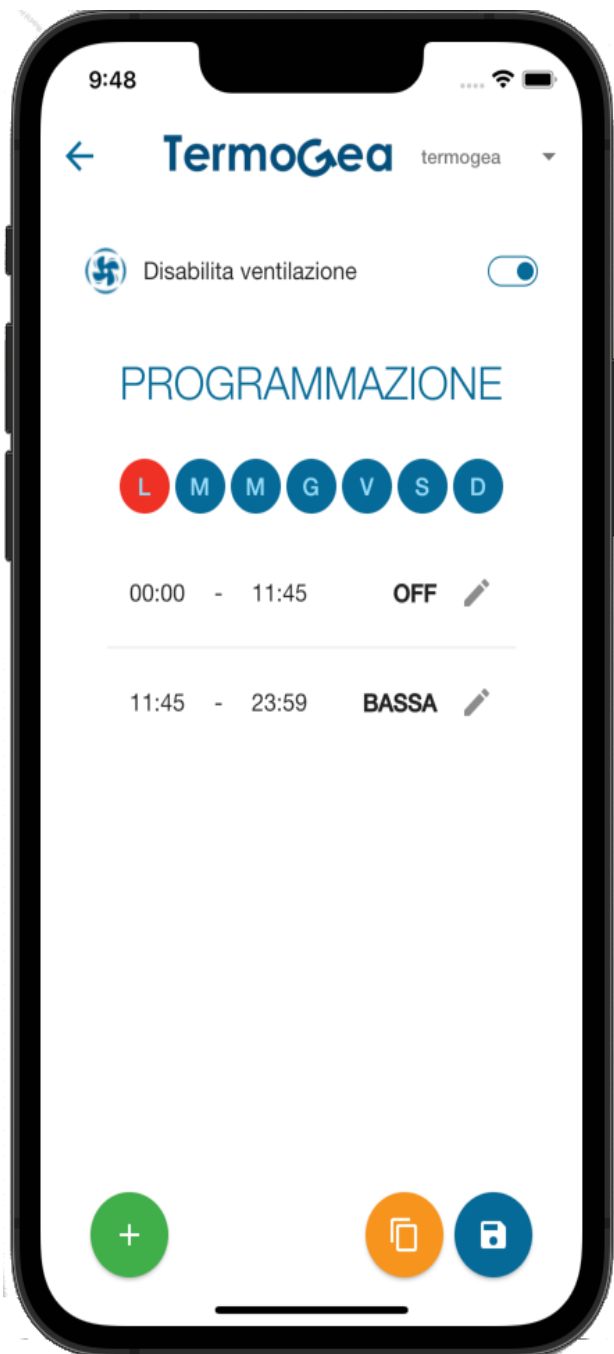 9:48
TermoGea termogea
Disabilita ventilazione
PROGRAMMAZIONE
L M M G V S D
00:00 - 11:45 OFF
11:45 - 23:59 BASSA
+